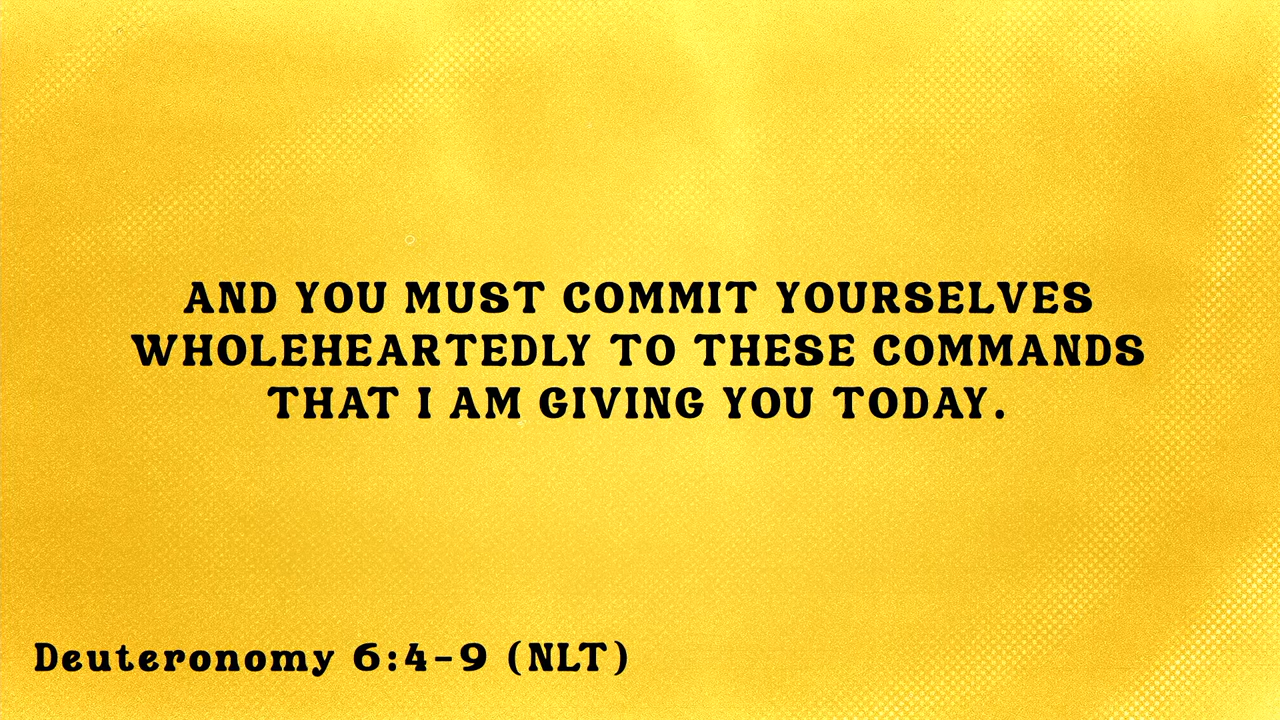 AND YOU MUST COMMIT YOURSELVES
WHOLEHEARTEDLY TO THESE COMMANDS
THAT I AM GIVING YOU TODAY.
Deuteronomy 6:4-9 (NLT)